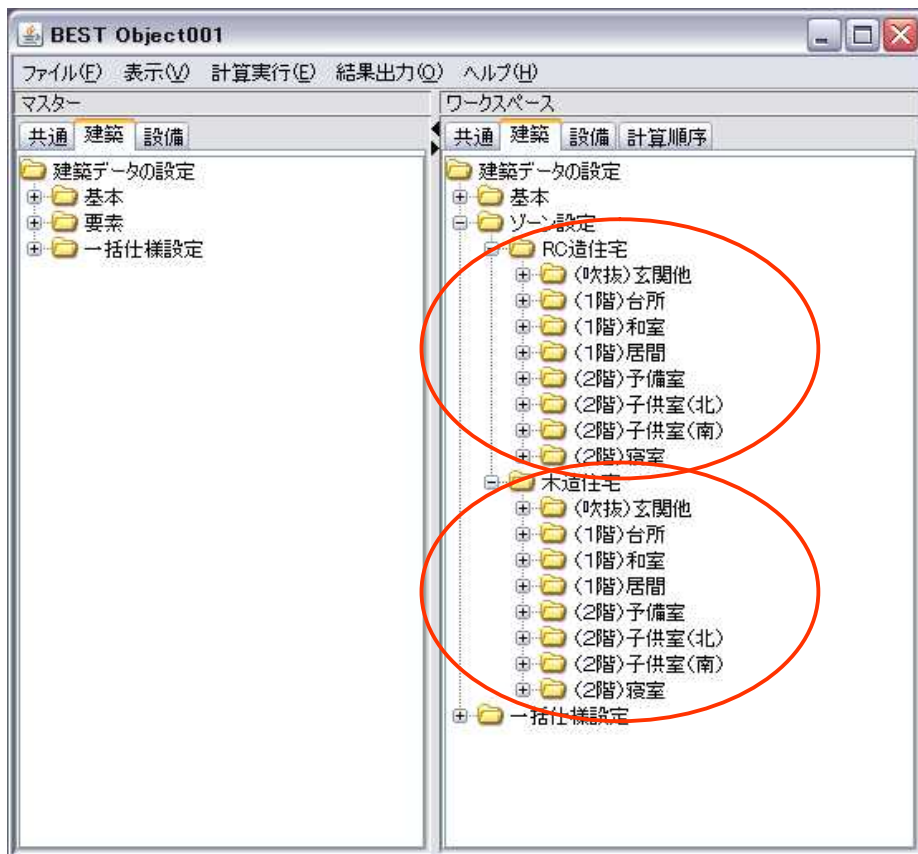 BEST Object001
ファイル(F) 表示(V) 計算実行(E) 結果出力(O) ヘルプ(H)
マスター
共通 建築 設備
建築データの設定
基本
要素
一括仕様設定
ワークスペース
共通 建築 設備 計算順序
建築データの設定
基本
ゾーン設定
RC造住宅
(吹抜)玄関他
(1階)台所
(1階)和室
(1階)居間
(2階)予備室
(2階)子供室(北)
(2階)子供室(南)
(2階)寝室
木造住宅
(吹抜)玄関他
(1階)台所
(1階)和室
(1階)居間
(2階)予備室
(2階)子供室(北)
(2階)子供室(南)
(2階)寝室
一括仕様設定